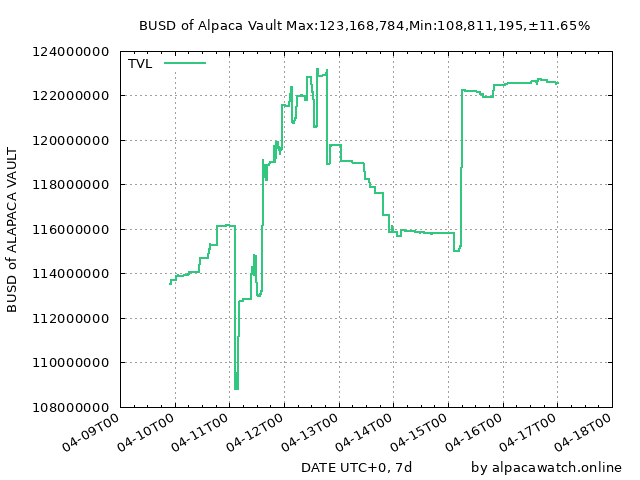 BUSD of Alpaca Vault Max:123,168,784,Min:108,811,195,±11.65%
TVL
124000000
122000000
120000000
118000000
116000000
114000000
112000000
110000000
108000000
BUSD of ALAPACA VAULT
04-09T00
04-10T00
04-11T00
04-12T00
04-13T00
04-14T00
04-15T00
04-16T00
04-17T00
04-18T00
DATE UTC+0, 7d
by alpacawatch.online